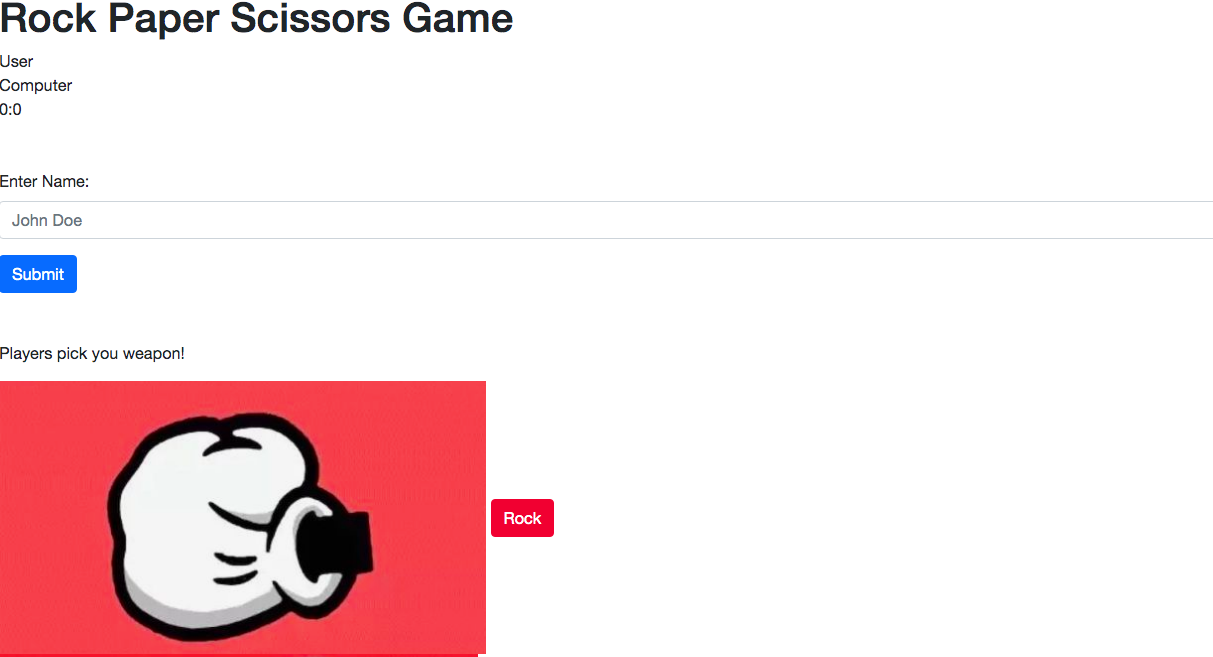 Rock Paper Scissors Game
User
Computer
0:0
Enter Name:
John Doe
Submit
Players pick you weapon!
Rock